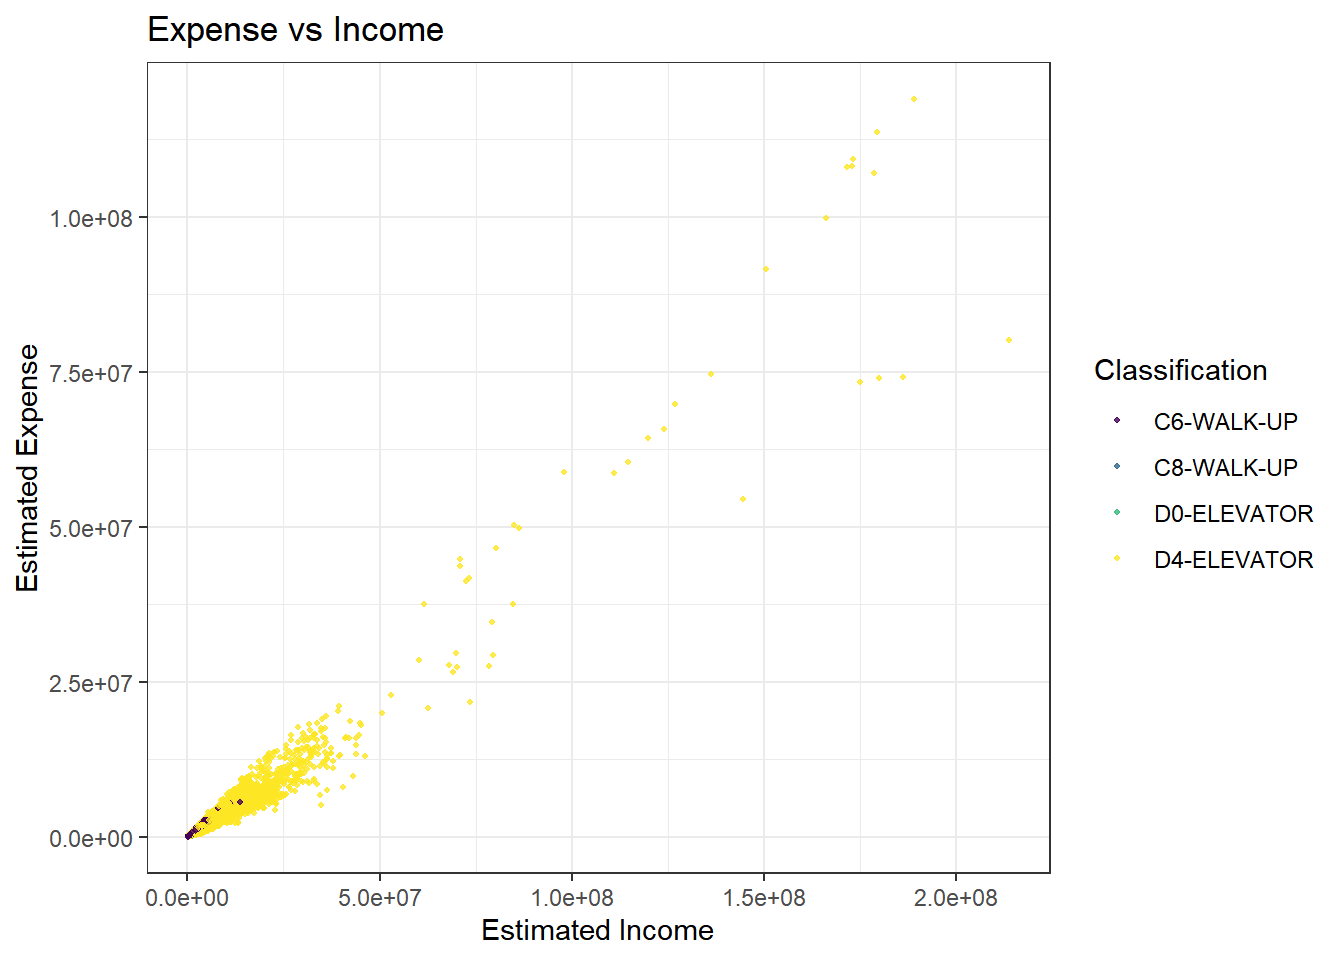 Expense vs Income
Estimated Expense
1.0e+08
7.5e+07
5.0e+07
2.5e+07
0.0e+00
0.0e+00
5.0e+07
1.0e+08
1.5e+08
2.0e+08
Estimated Income
Classification
C6-WALK-UP
C8-WALK-UP
D0-ELEVATOR
D4-ELEVATOR